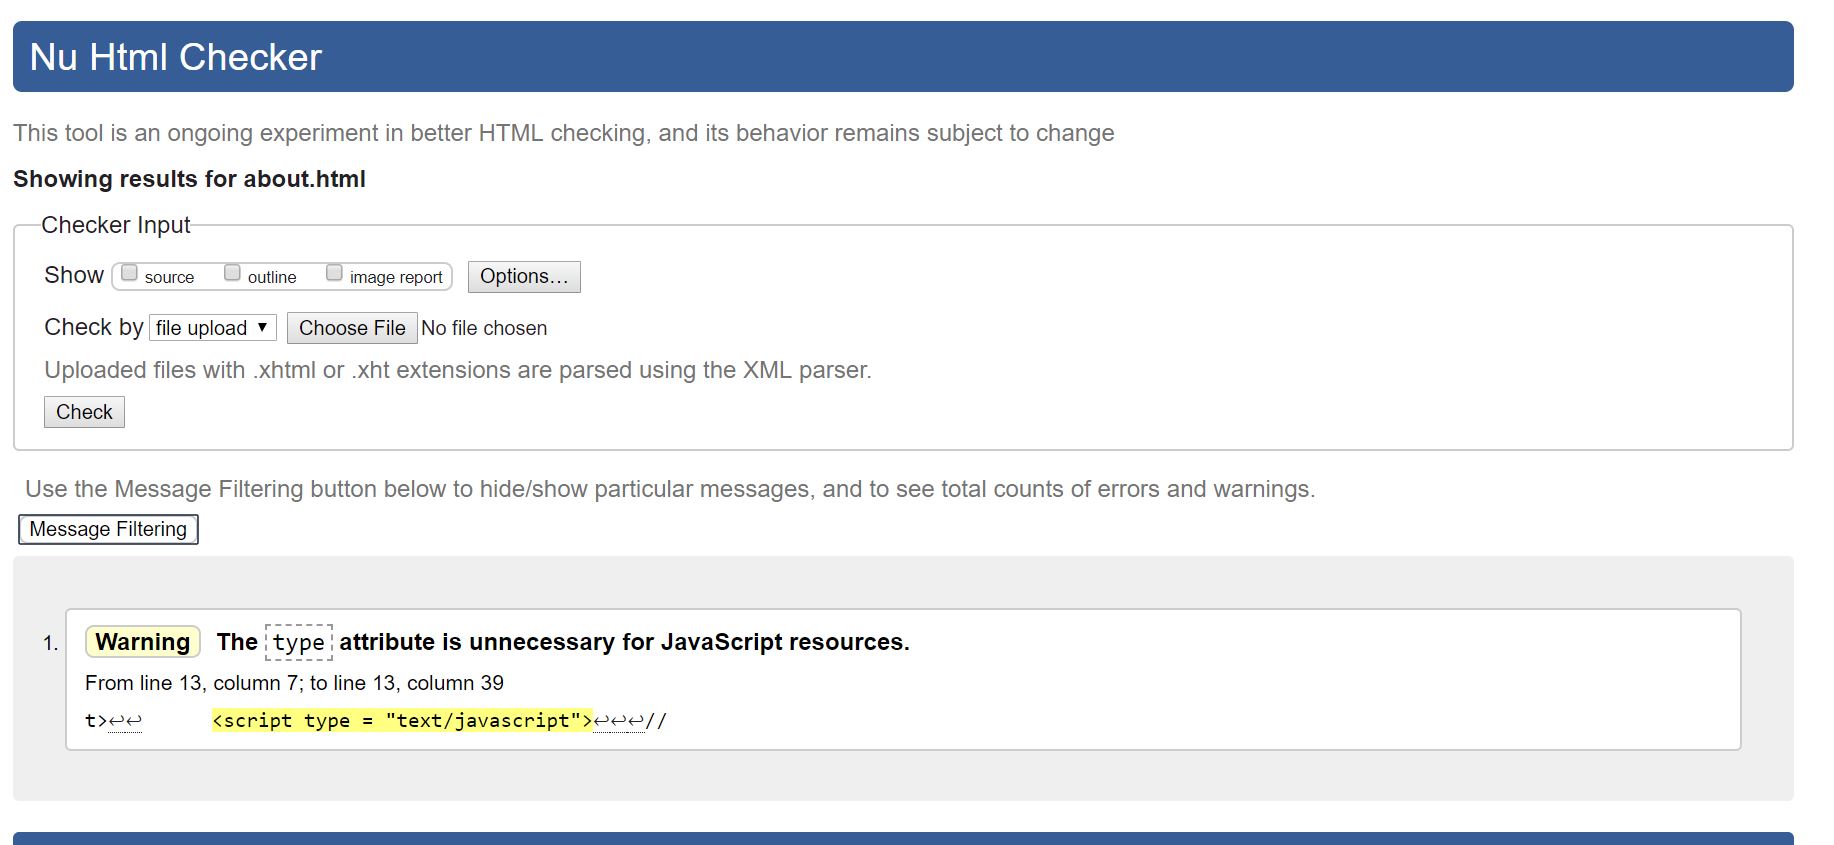 Nu Html Checker
This tool is an ongoing experiment in better HTML checking, and its behavior remains subject to change
Showing results for about.html
Checker Input
Show source outline image report Options...
Check by file upload ▼ Choose File No file chosen
Uploaded files with .xhtml or .xht extensions are parsed using the XML parser.
Check
Use the Message Filtering button below to hide/show particular messages, and to see total counts of errors and warnings.
Message Filtering
1. Warning The type attribute is unnecessary for JavaScript resources.
From line 13, column 7; to line 13, column 39
t>↩↩ <script type = "text/javascript">↩↩↩//